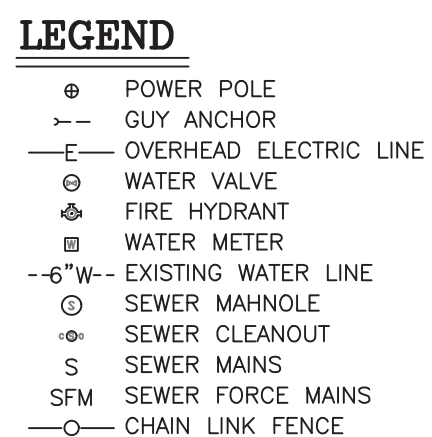 LEGEND
POWER POLE
GUY ANCHOR
E OVERHEAD ELECTRIC LINE
WATER VALVE
FIRE HYDRANT
W WATER METER
--6"W-- EXISTING WATER LINE
S SEWER MAHNOLE
CSO SEWER CLEANOUT
S SEWER MAINS
SFM SEWER FORCE MAINS
CHAIN LINK FENCE